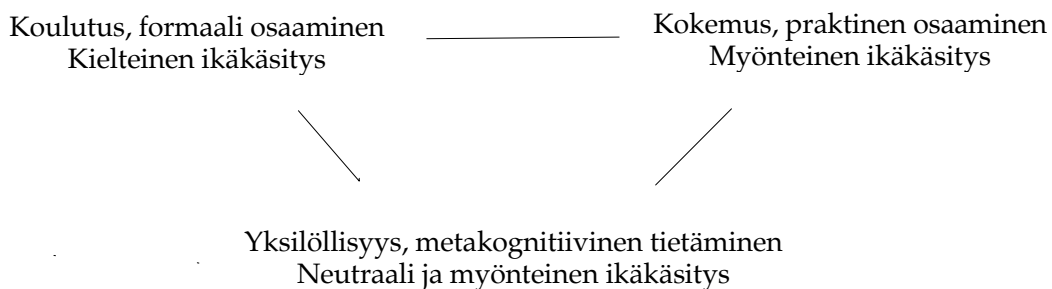 Koulutus, formaali osaaminen
Kielteinen ikäkäsitys
Kokemus, praktinen osaaminen
Myönteinen ikäkäsitys
Yksilöllisyys, metakognitiivinen tietäminen
Neutraali ja myönteinen ikäkäsitys